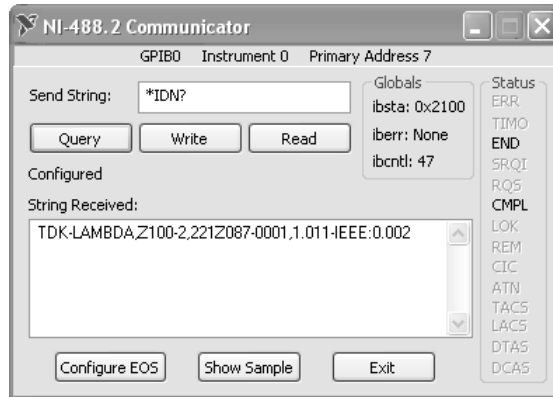 NI-488.2 Communicator
GPIB0 Instrument 0 Primary Address 7
Send String: *IDN?
Query Write Read
Configured
String Received:
TDK-LAMBDA,Z100-2,221Z087-0001,1.011-IEEE:0.002
Configure EOS Show Sample Exit
Globals
ibsta: 0x2100
iberr: None
ibcntl: 47
Status
ERR
TIMO
END
SRQI
RQS
CMPL
LOK
REM
CIC
ATN
TACS
LACS
DTAS
DCAS